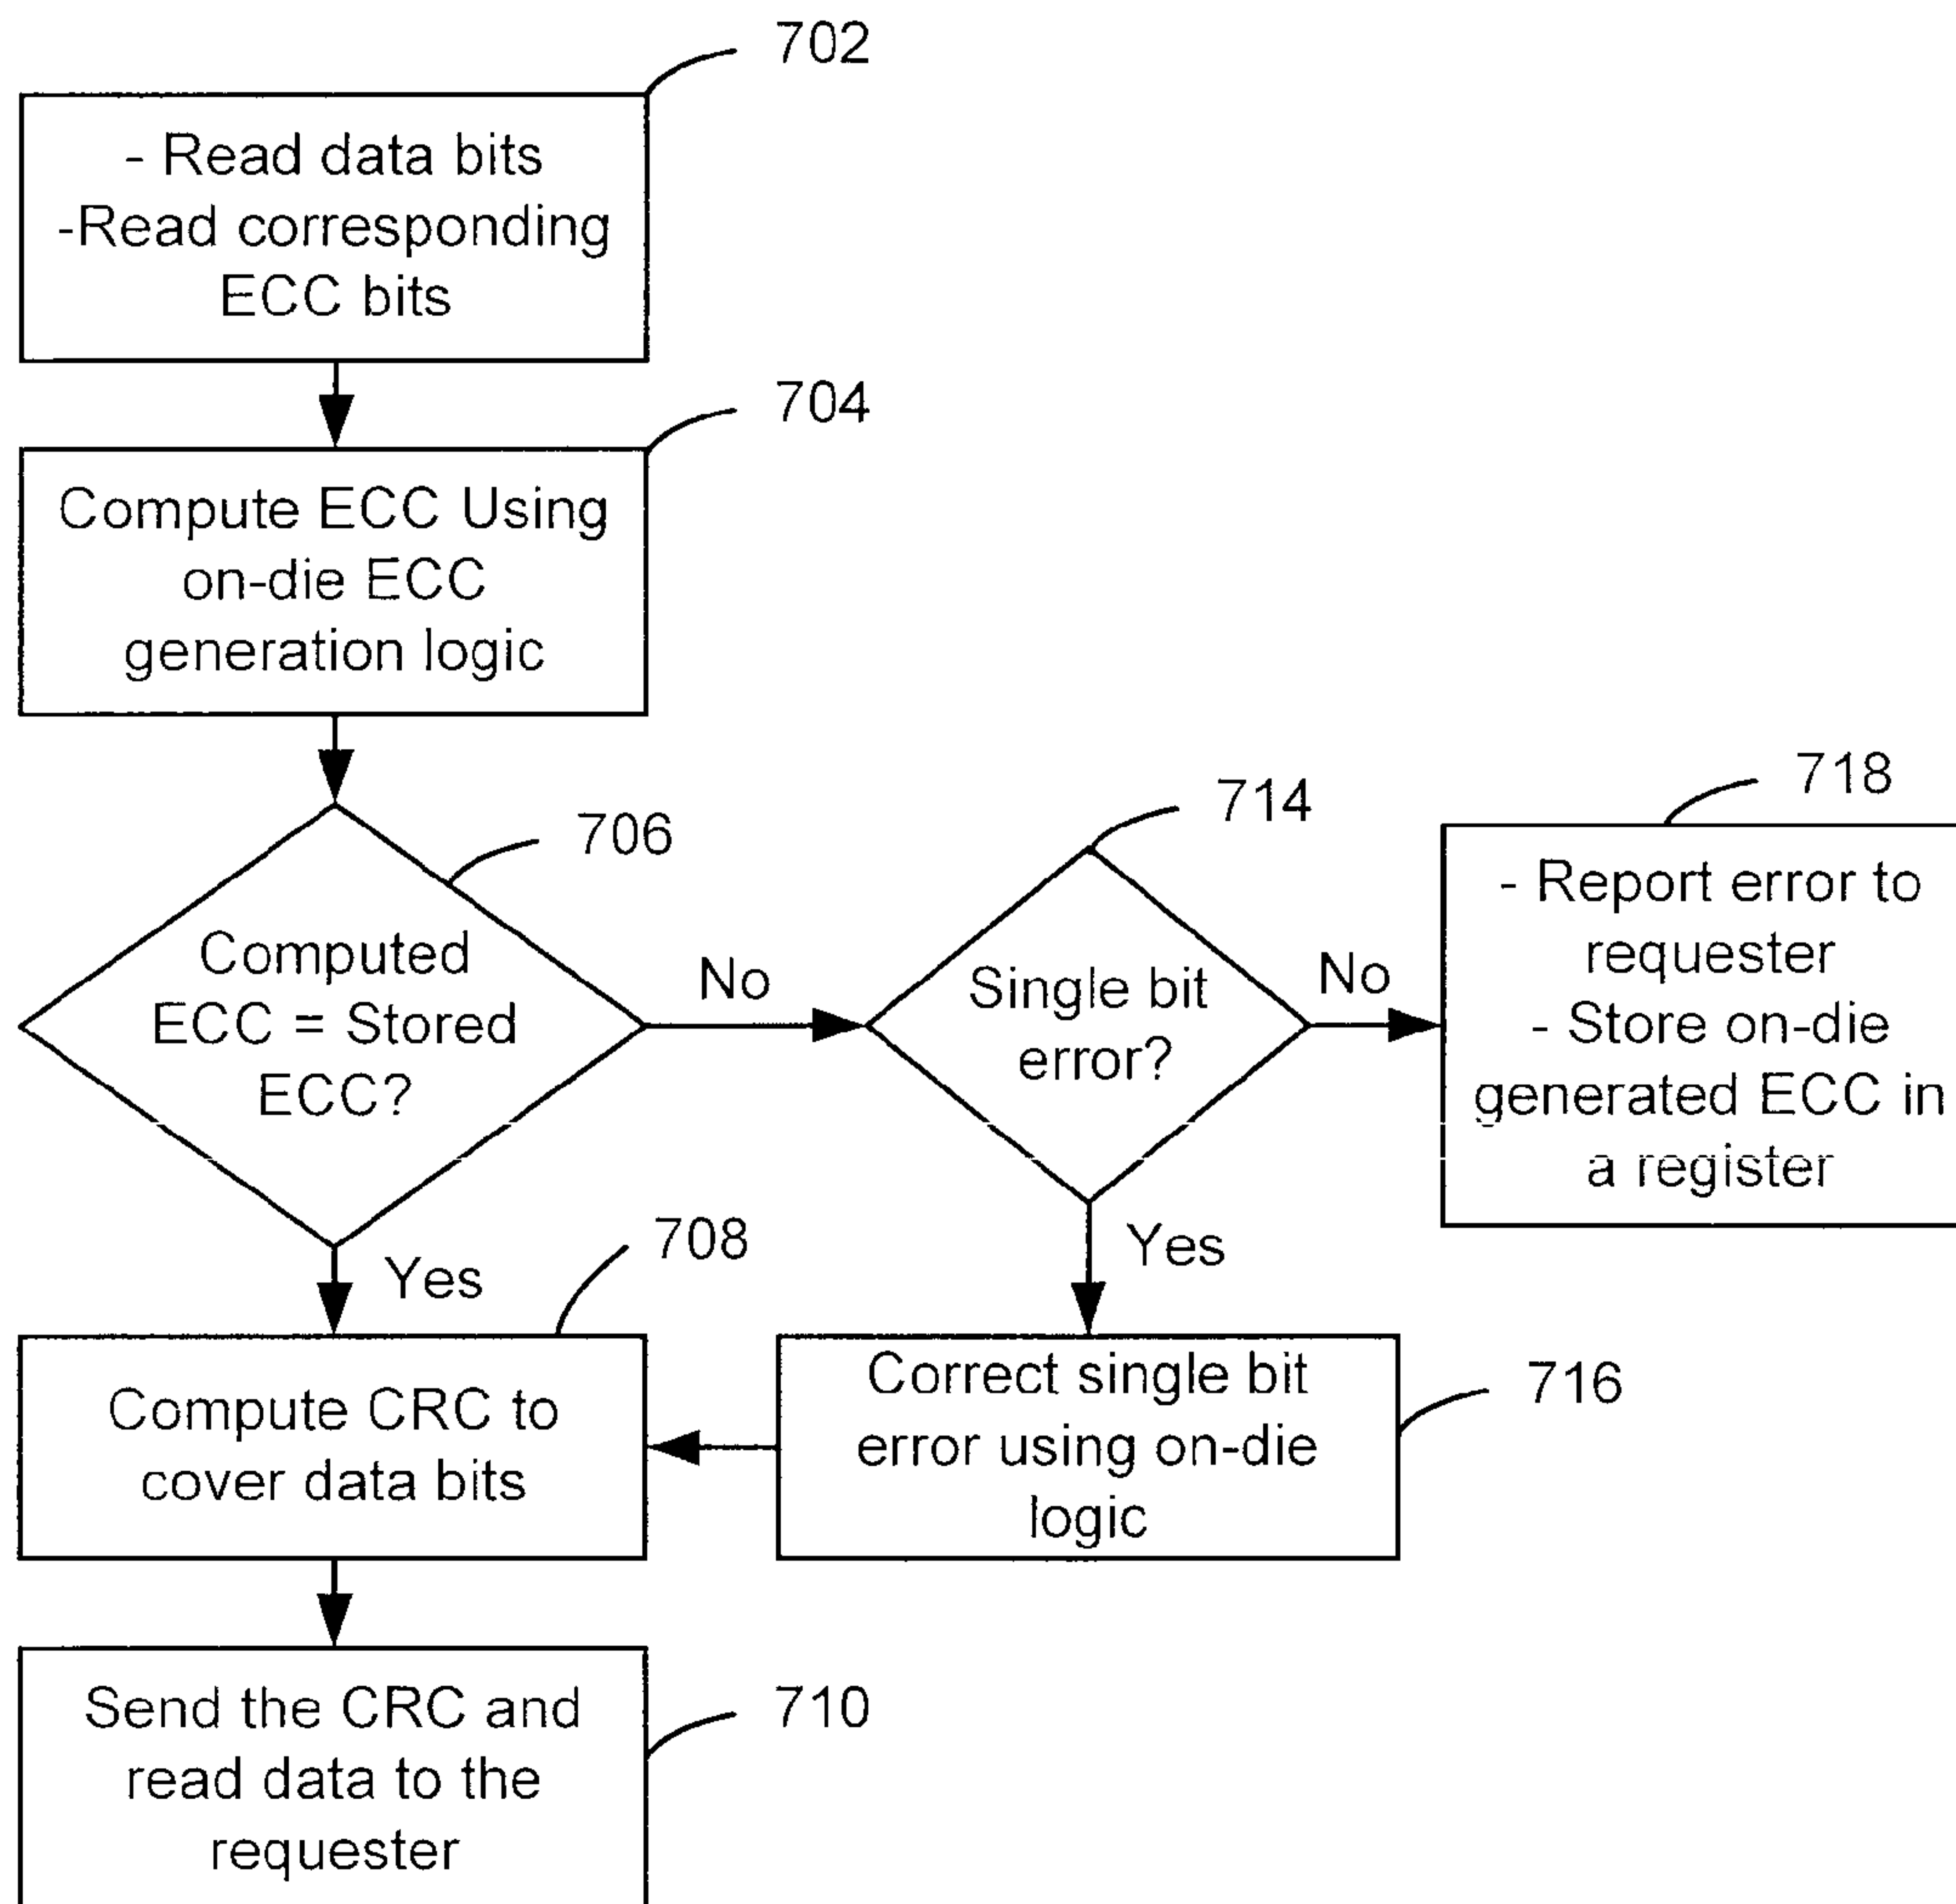 702
- Read data bits
-Read corresponding
ECC bits
704
Compute ECC Using
on-die ECC
generation logic
706
Computed
ECC = Stored
ECC?
No
714
Single bit
error?
No
718
- Report error to
requester
- Store on-die
generated ECC in
a register
Yes
708
Compute CRC to
cover data bits
Yes
Correct single bit
error using on-die
logic
716
Send the CRC and
read data to the
requester
710